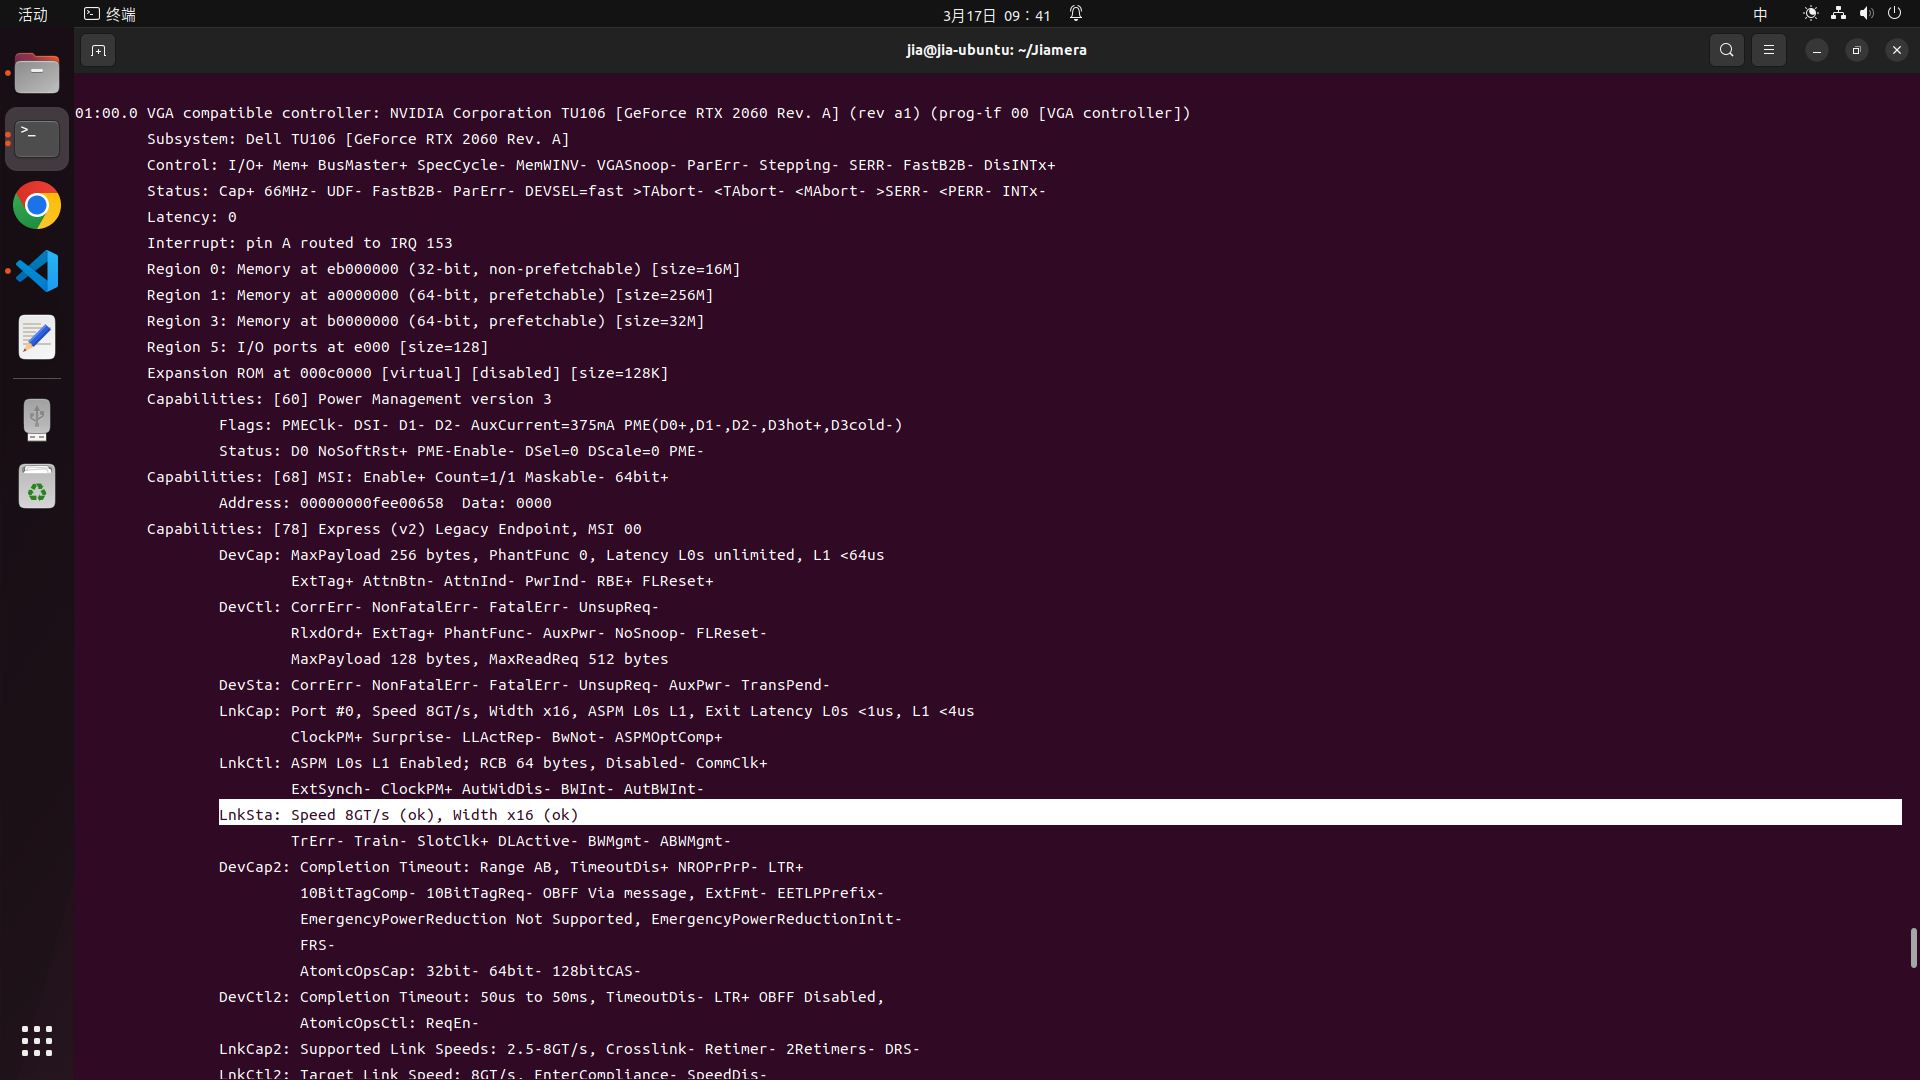 活动 终端 3月17日 09：41 中
jia@jia-ubuntu: ~/Jiamera
01:00.0 VGA compatible controller: NVIDIA Corporation TU106 [GeForce RTX 2060 Rev. A] (rev a1) (prog-if 00 [VGA controller])
Subsystem: Dell TU106 [GeForce RTX 2060 Rev. A]
Control: I/O+ Mem+ BusMaster+ SpecCycle- MemWINV- VGASnoop- ParErr- Stepping- SERR- FastB2B- DisINTx+
Status: Cap+ 66MHz- UDF- FastB2B- ParErr- DEVSEL=fast >TAbort- <TAbort- <MAbort- >SERR- <PERR- INTx-
Latency: 0
Interrupt: pin A routed to IRQ 153
Region 0: Memory at eb000000 (32-bit, non-prefetchable) [size=16M]
Region 1: Memory at a0000000 (64-bit, prefetchable) [size=256M]
Region 3: Memory at b0000000 (64-bit, prefetchable) [size=32M]
Region 5: I/O ports at e000 [size=128]
Expansion ROM at 000c0000 [virtual] [disabled] [size=128K]
Capabilities: [60] Power Management version 3
Flags: PMEClk- DSI- D1- D2- AuxCurrent=375mA PME(D0+,D1-,D2-,D3hot+,D3cold-)
Status: D0 NoSoftRst+ PME-Enable- DSel=0 DScale=0 PME-
Capabilities: [68] MSI: Enable+ Count=1/1 Maskable- 64bit+
Address: 00000000fee00658  Data: 0000
Capabilities: [78] Express (v2) Legacy Endpoint, MSI 00
DevCap: MaxPayload 256 bytes, PhantFunc 0, Latency L0s unlimited, L1 <64us
ExtTag+ AttnBtn- AttnInd- PwrInd- RBE+ FLReset+
DevCtl: CorrErr- NonFatalErr- FatalErr- UnsupReq-
RlxdOrd+ ExtTag+ PhantFunc- AuxPwr- NoSnoop- FLReset-
MaxPayload 128 bytes, MaxReadReq 512 bytes
DevSta: CorrErr- NonFatalErr- FatalErr- UnsupReq- AuxPwr- TransPend-
LnkCap: Port #0, Speed 8GT/s, Width x16, ASPM L0s L1, Exit Latency L0s <1us, L1 <4us
ClockPM+ Surprise- LLActRep- BwNot- ASPMOptComp+
LnkCtl: ASPM L0s L1 Enabled; RCB 64 bytes, Disabled- CommClk+
ExtSynch- ClockPM+ AutWidDis- BWInt- AutBWInt-
LnkSta: Speed 8GT/s (ok), Width x16 (ok)
TrErr- Train- SlotClk+ DLActive- BWMgmt- ABWMgmt-
DevCap2: Completion Timeout: Range AB, TimeoutDis+ NROPrPrP- LTR+
10BitTagComp- 10BitTagReq- OBFF Via message, ExtFmt- EETLPPrefix-
EmergencyPowerReduction Not Supported, EmergencyPowerReductionInit-
FRS-
AtomicOpsCap: 32bit- 64bit- 128bitCAS-
DevCtl2: Completion Timeout: 50us to 50ms, TimeoutDis- LTR+ OBFF Disabled,
AtomicOpsCtl: ReqEn-
LnkCap2: Supported Link Speeds: 2.5-8GT/s, Crosslink- Retimer- 2Retimers- DRS-
LnkCtl2: Target Link Speed: 8GT/s, EnterCompliance- SpeedDis-